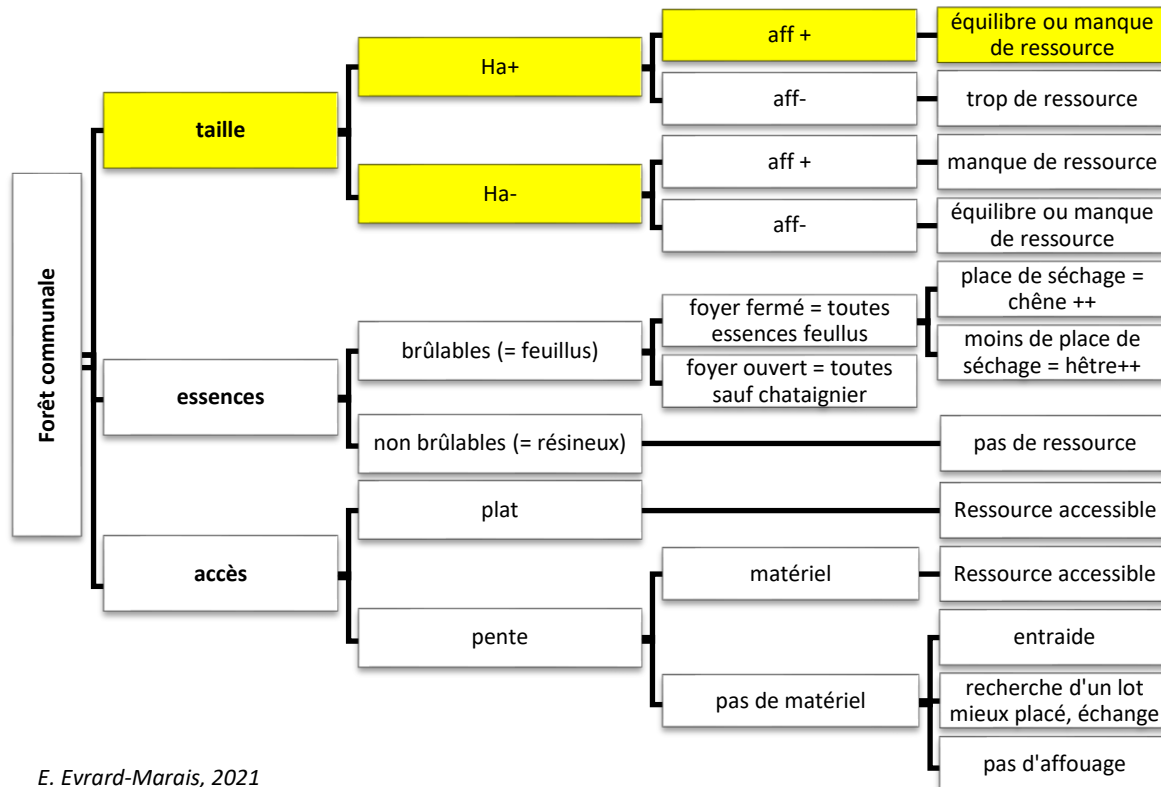 Forêt communale
taille
Ha+
aff +
équilibre ou manque
de ressource
aff-
trop de ressource
Ha-
aff +
manque de ressource
aff-
équilibre ou manque
de ressource
essences
brûlables (= feuillus)
foyer fermé = toutes
essences feullus
place de séchage =
chêne ++
moins de place de
séchage = hêtre++
foyer ouvert = toutes
sauf chataignier
non brûlables (= résineux)
pas de ressource
accès
plat
Ressource accessible
pente
matériel
Ressource accessible
pas de matériel
entraide
recherche d'un lot
mieux placé, échange
pas d'affouage
E. Evrard-Marais, 2021